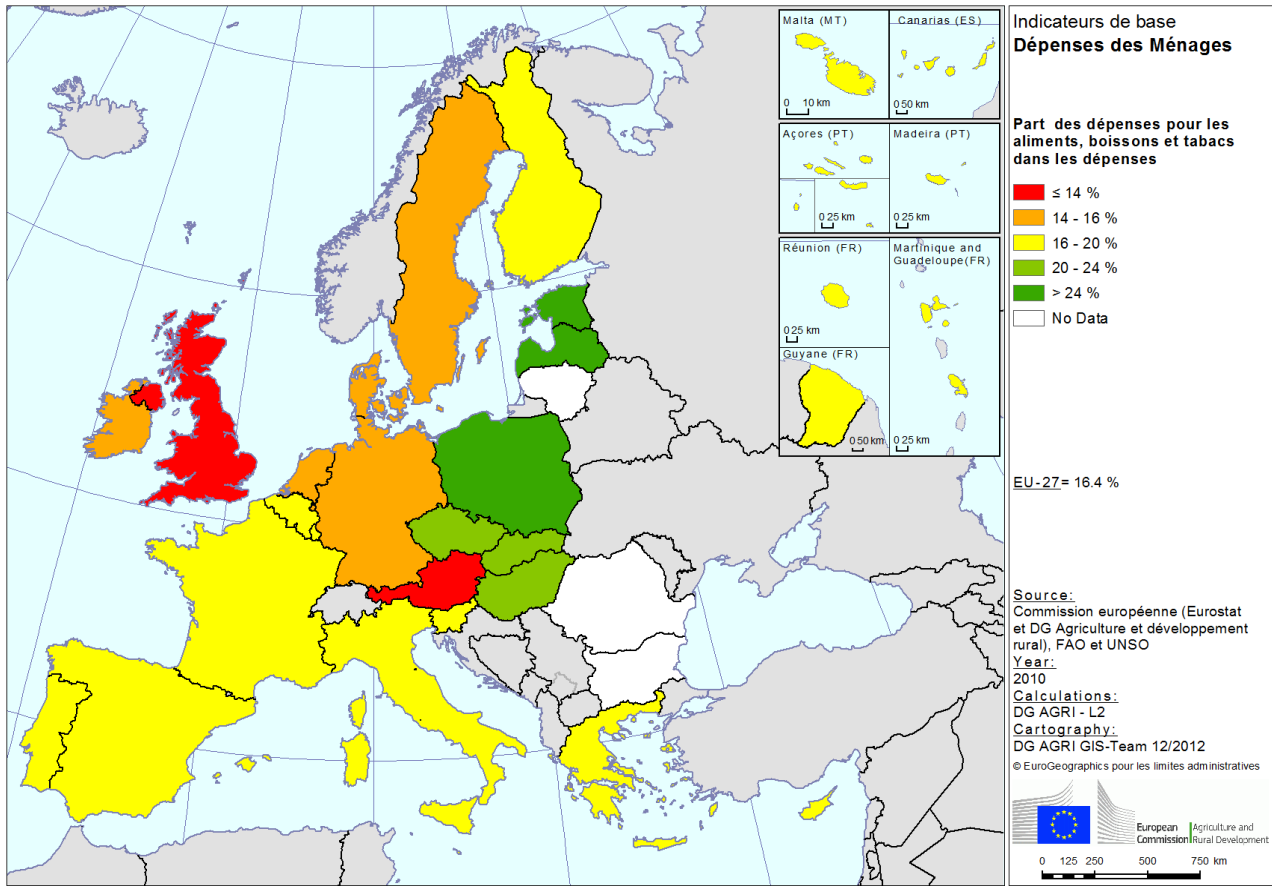 Malta (MT)
0 10 km
Canarias (ES)
0 50 km
Açores (PT)
0 25 km
Madeira (PT)
0 25 km
Réunion (FR)
0 25 km
Martinique and
Guadeloupe(FR)
0 25 km
Guyane (FR)
0 50 km
Indicateurs de base
Dépenses des Ménages
Part des dépenses pour les
aliments, boissons et tabacs
dans les dépenses
≤ 14 %
14 - 16 %
16 - 20 %
20 - 24 %
> 24 %
No Data
EU-27= 16.4 %
Source:
Commission européenne (Eurostat
et DG Agriculture et développement
rural), FAO et UNSO
Year:
2010
Calculations:
DG AGRI - L2
Cartography:
DG AGRI GIS-Team 12/2012
© EuroGeographics pour les limites administratives
European
Commission
Agriculture and
Rural Development
0 125 250 500 750 km